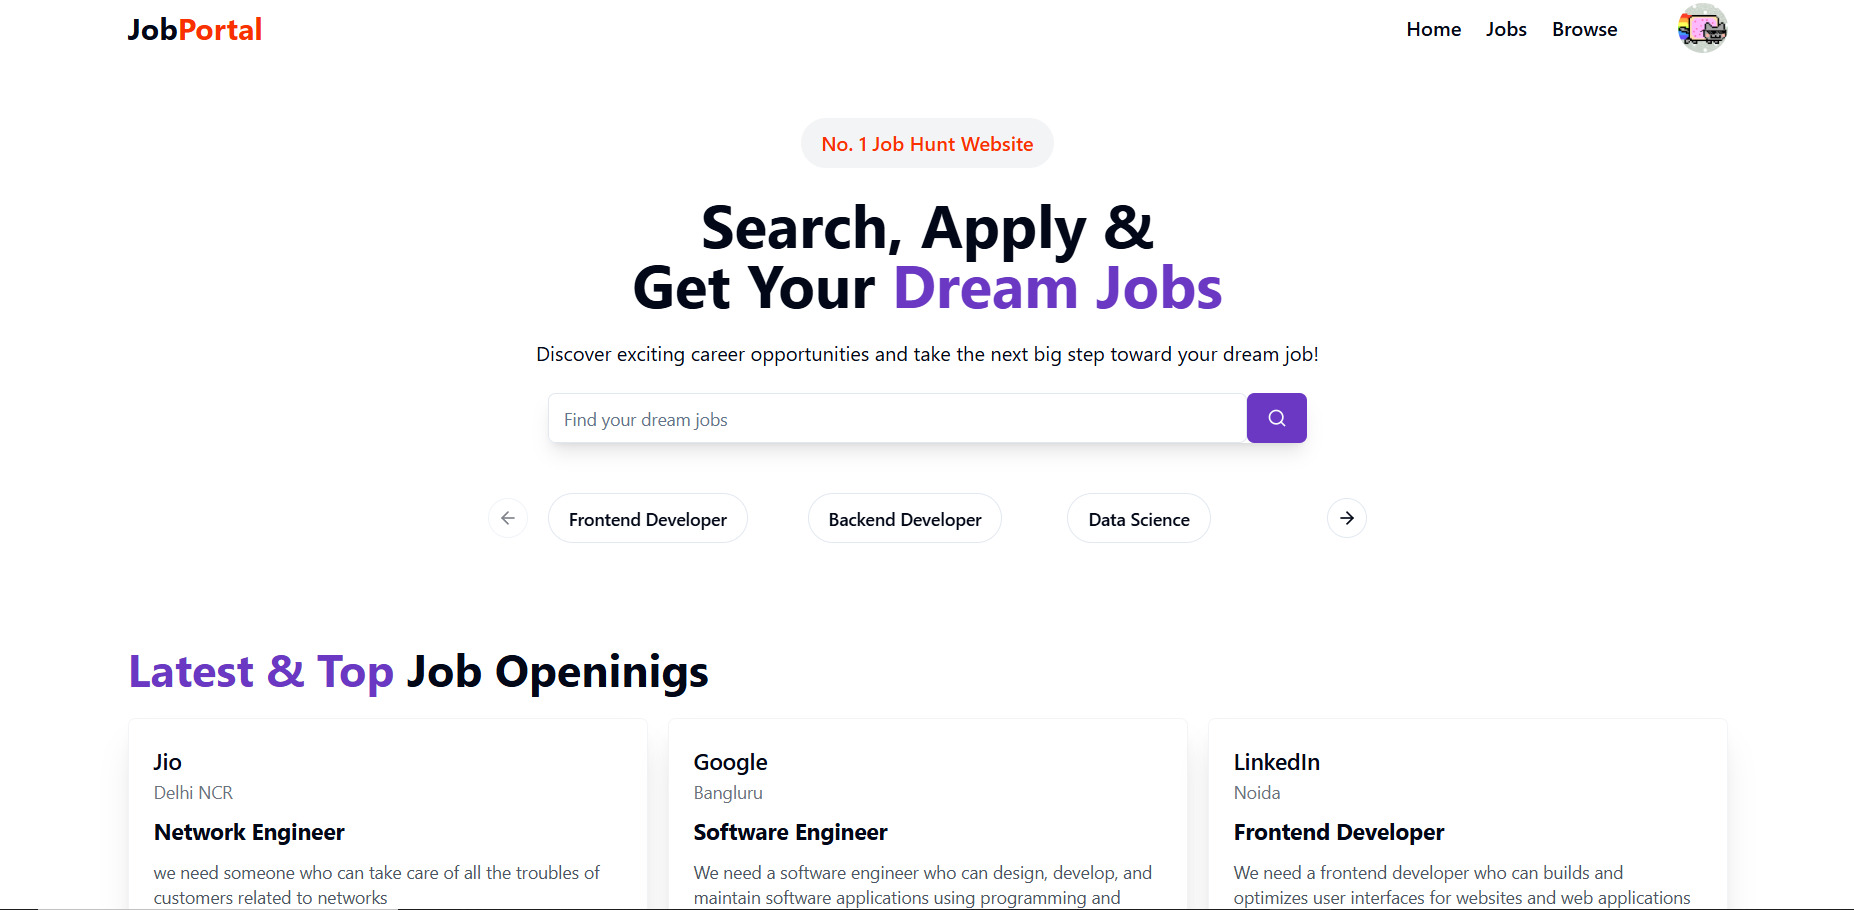 JobPortal
Home Jobs Browse
No. 1 Job Hunt Website
Search, Apply &
Get Your Dream Jobs
Discover exciting career opportunities and take the next big step toward your dream job!
Find your dream jobs
Frontend Developer Backend Developer Data Science
Latest & Top Job Openinigs
Jio
Delhi NCR
Network Engineer
we need someone who can take care of all the troubles of
customers related to networks
Google
Bangluru
Software Engineer
We need a software engineer who can design, develop, and
maintain software applications using programming and
LinkedIn
Noida
Frontend Developer
We need a frontend developer who can builds and
optimizes user interfaces for websites and web applications